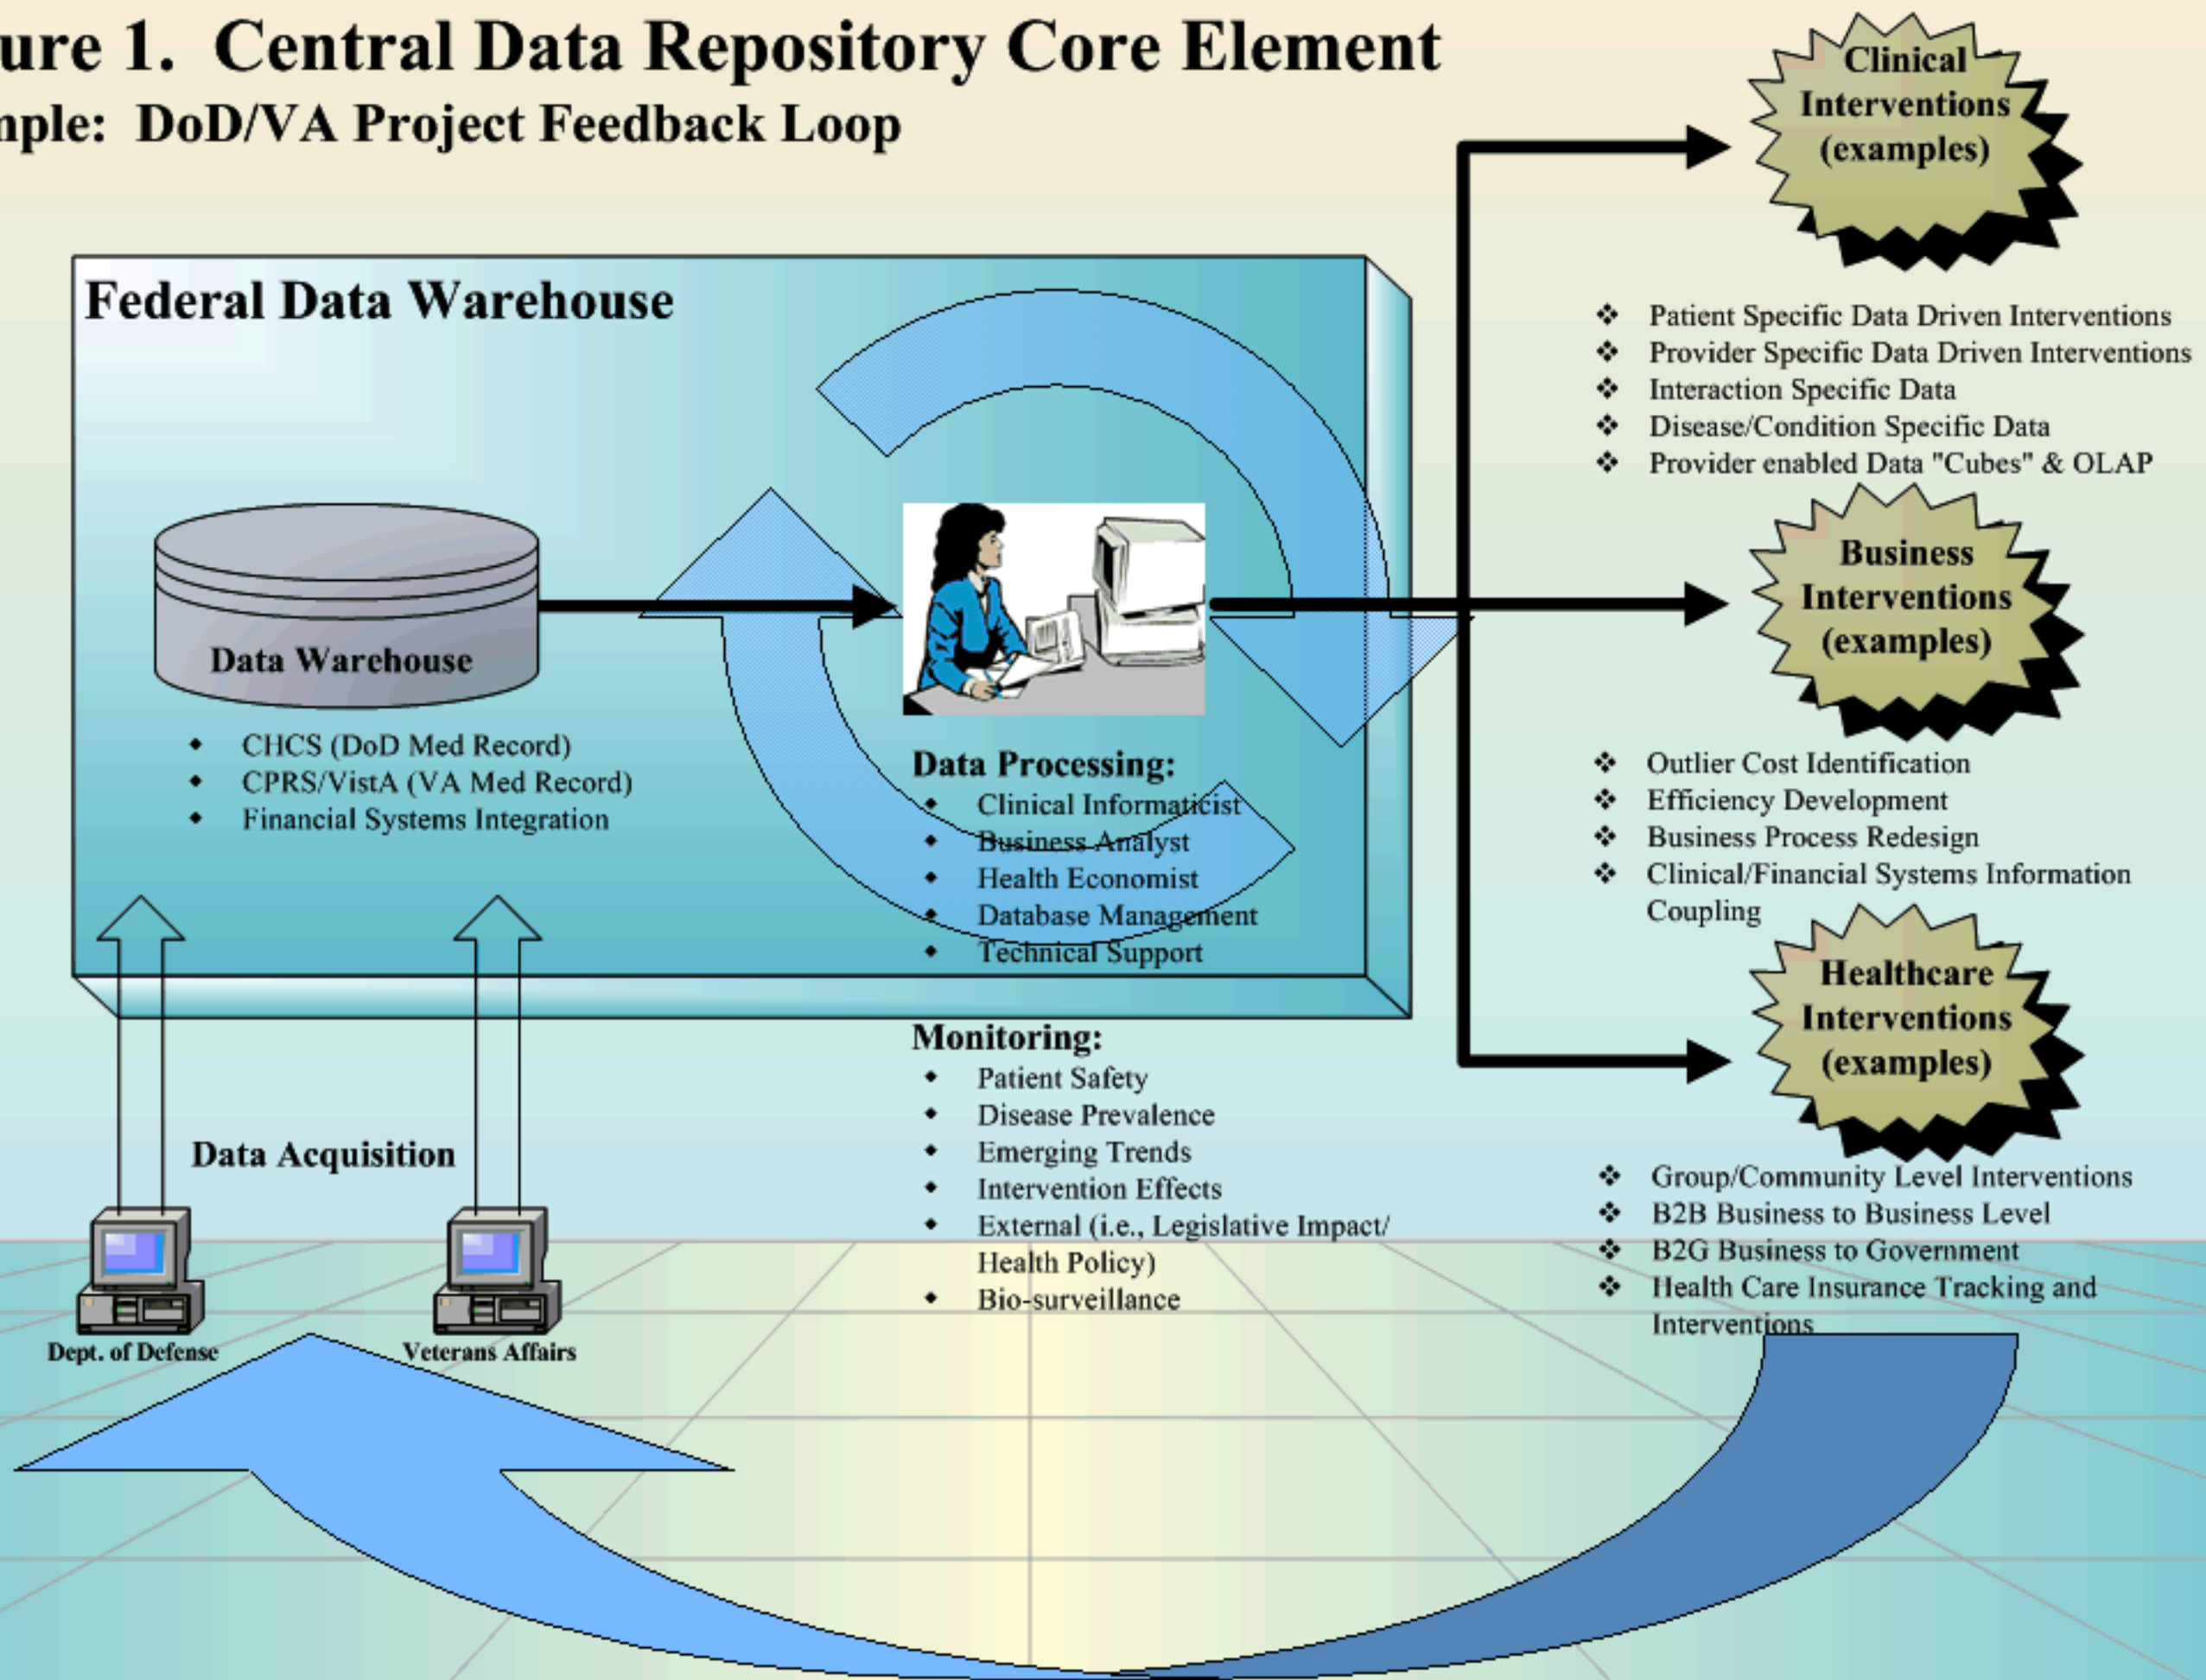 ure 1. Central Data Repository Core Element
mple: DoD/VA Project Feedback Loop
Federal Data Warehouse
Data Warehouse
CHCS (DoD Med Record)
CPRS/VistA (VA Med Record)
Financial Systems Integration
Data Processing:
Clinical Informaticist
Business Analyst
Health Economist
Database Management
Technical Support
Monitoring:
Patient Safety
Disease Prevalence
Emerging Trends
Intervention Effects
External (i.e., Legislative Impact/
Health Policy)
Bio-surveillance
Data Acquisition
Dept. of Defense
Veterans Affairs
Clinical
Interventions
(examples)
Patient Specific Data Driven Interventions
Provider Specific Data Driven Interventions
Interaction Specific Data
Disease/Condition Specific Data
Provider enabled Data "Cubes" & OLAP
Business
Interventions
(examples)
Outlier Cost Identification
Efficiency Development
Business Process Redesign
Clinical/Financial Systems Information
Coupling
Healthcare
Interventions
(examples)
Group/Community Level Interventions
B2B Business to Business Level
B2G Business to Government
Health Care Insurance Tracking and
Interventions